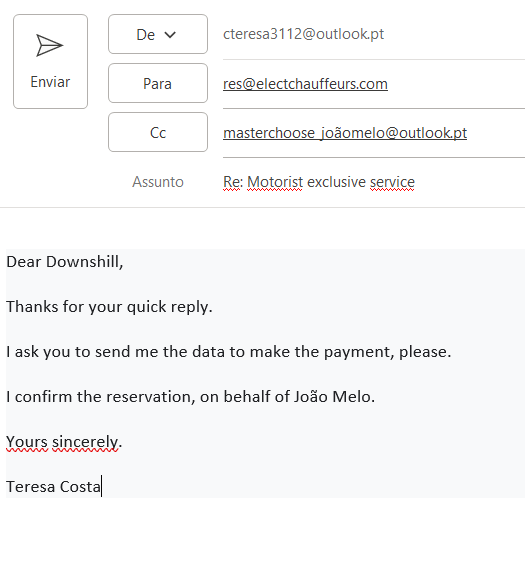 De
cteresa3112@outlook.pt
Enviar
Para
res@electchauffeurs.com
Cc
masterchoose_joãomelo@outlook.pt
Assunto
Re: Motorist exclusive service
Dear Downshill,
Thanks for your quick reply.
I ask you to send me the data to make the payment, please.
I confirm the reservation, on behalf of João Melo.
Yours sincerely.
Teresa Costa